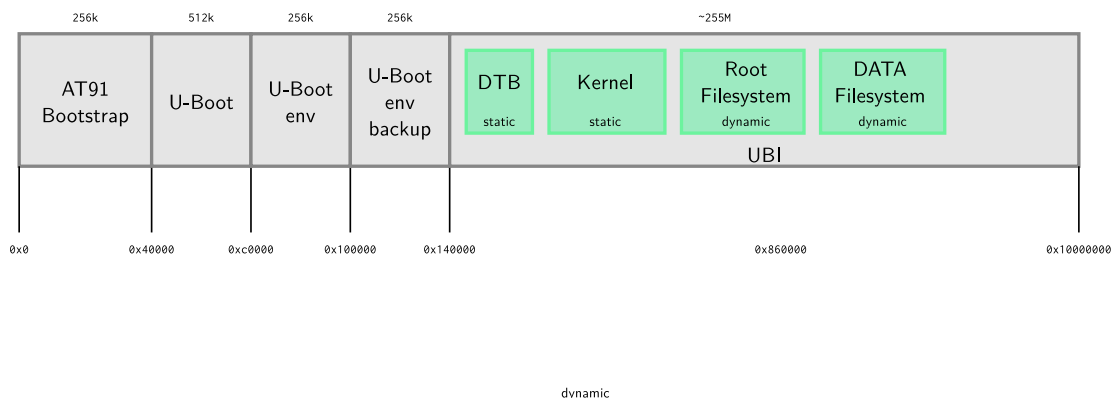 256k 512k 256k 256k ~255M
AT91
Bootstrap
U-Boot
U-Boot
env
U-Boot
env
backup
DTB
static
Kernel
static
Root
Filesystem
dynamic
DATA
Filesystem
dynamic
UBI
0x0 0x40000 0xc0000 0x100000 0x140000 0x860000 0x10000000
dynamic